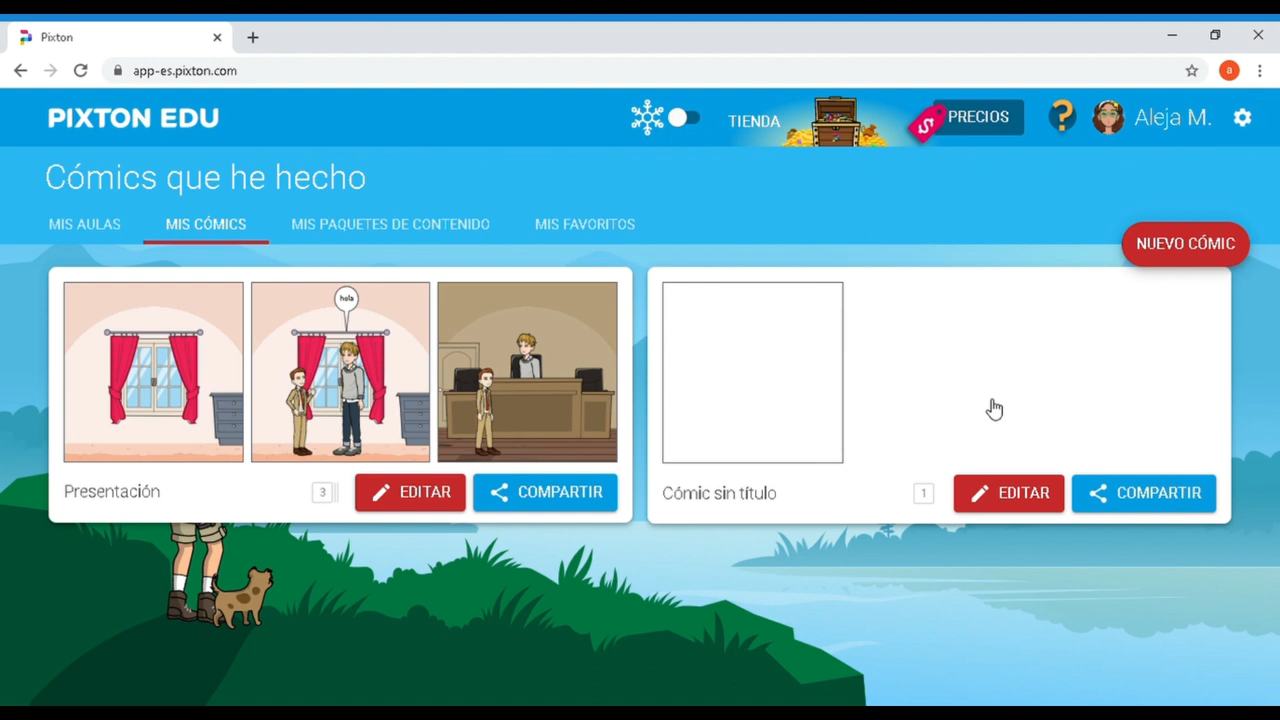 Pixton
app-es.pixton.com
a
PIXTON EDU
TIENDA
$
PRECIOS
?
Aleja M.
Cómics que he hecho
MIS AULAS
MIS CÓMICS
MIS PAQUETES DE CONTENIDO
MIS FAVORITOS
NUEVO CÓMIC
hola
Presentación
3
EDITAR
COMPARTIR
Cómic sin título
1
EDITAR
COMPARTIR